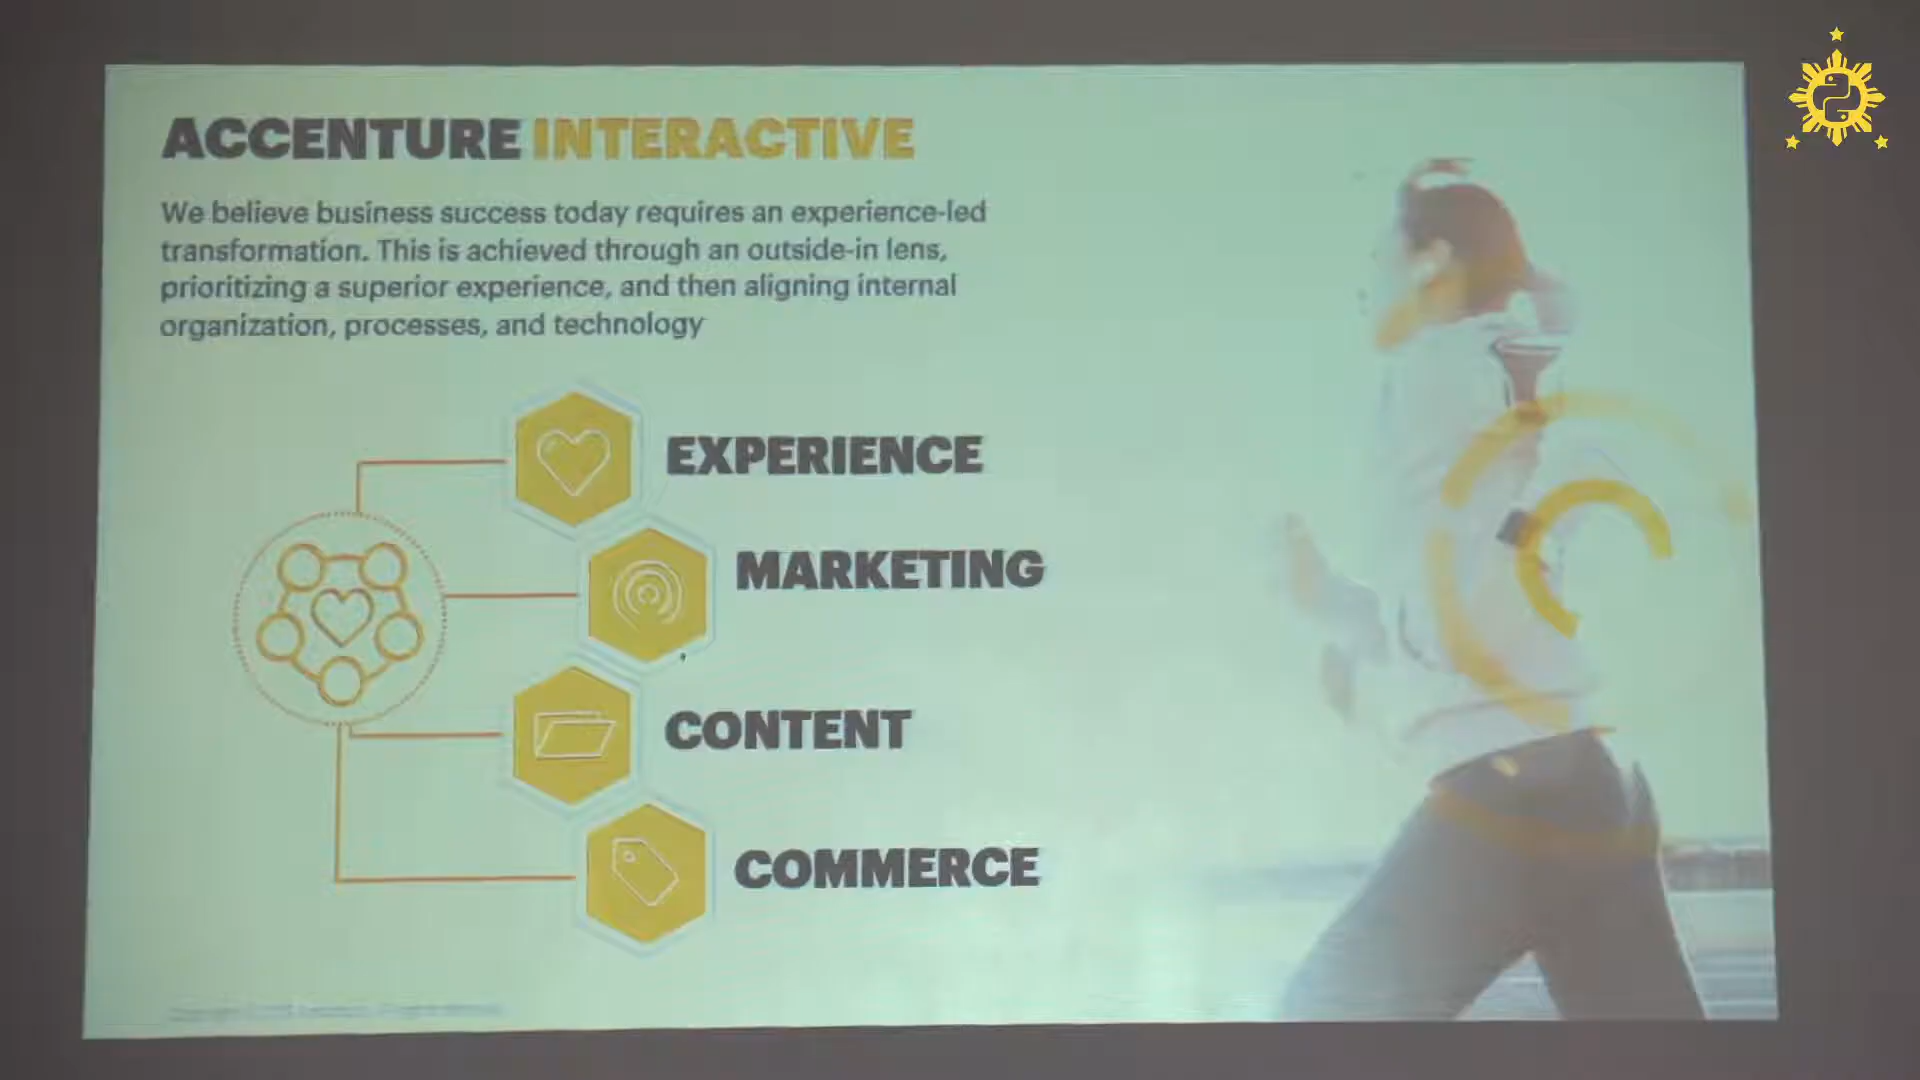 ACCENTURE INTERACTIVE
We believe business success today requires an experience-led
transformation. This is achieved through an outside-in lens,
prioritizing a superior experience, and then aligning internal
organization, processes, and technology
EXPERIENCE
MARKETING
CONTENT
COMMERCE